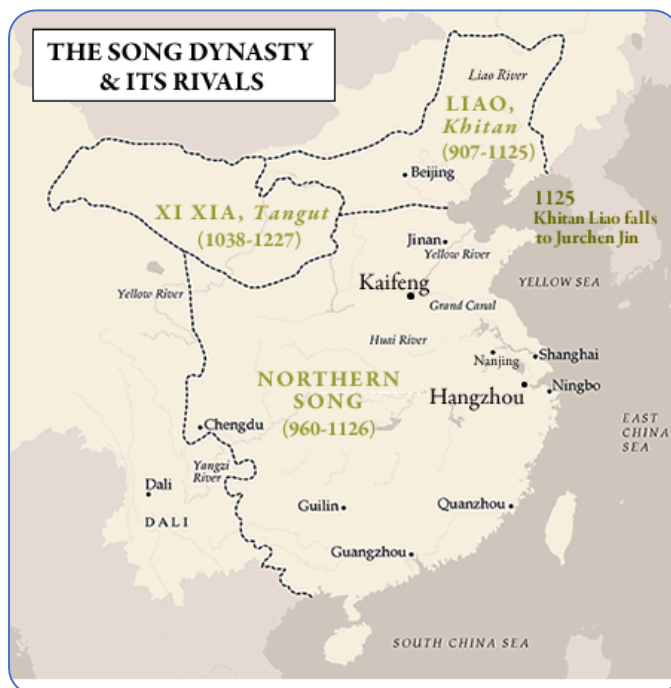 THE SONG DYNASTY
& ITS RIVALS
Liao River
LIAO,
Khitan
(907-1125)
Beijing
XI XIA, Tangut
(1038-1227)
1125
Khitan Liao falls
to Jurchen Jin
Jinan
Yellow River
Kaifeng
Yellow River
YELLOW SEA
Grand Canal
Huai River
Nanjing
Shanghai
NORTHERN
SONG
(960-1126)
Hangzhou
Ningbo
EAST
CHINA
SEA
Chengdu
Yangzi
River
Dali
DALI
Guilin
Quanzhou
Guangzhou
SOUTH CHINA SEA